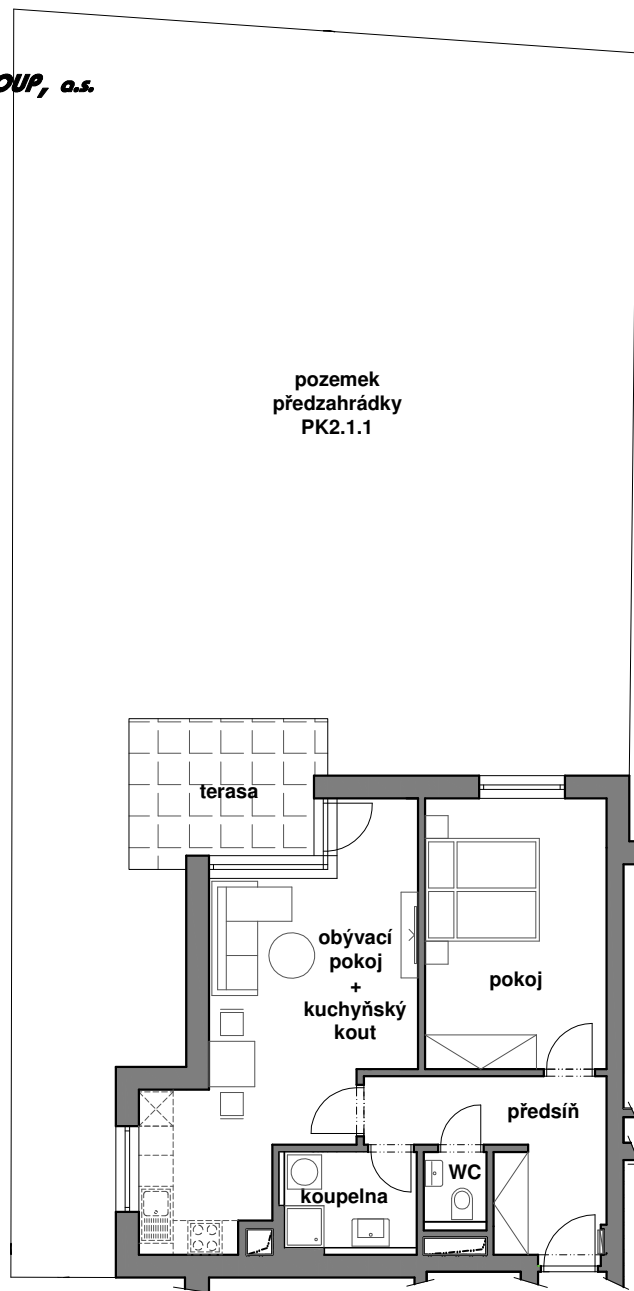 OUP, a.s.
pozemek
předzahrádky
PK2.1.1
terasa
obývací
pokoj
+
kuchyňský
kout
pokoj
předsíň
WC
koupelna